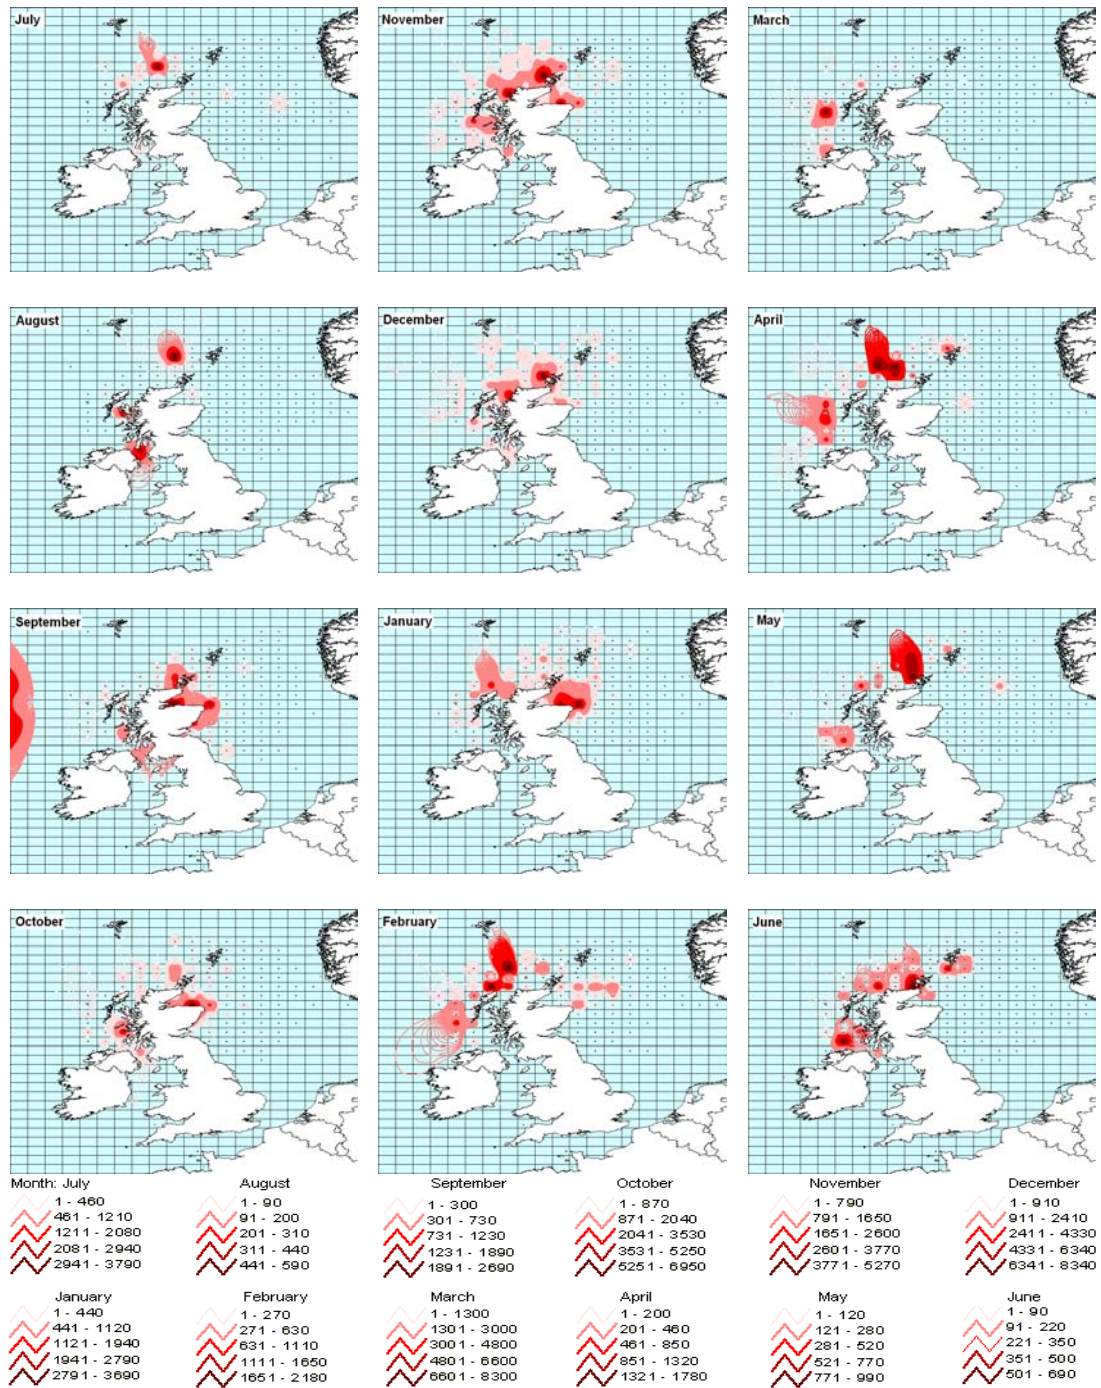 July
November
March
August
December
April
September
January
May
October
February
June
Month: July
1 - 460
461 - 1210
1211 - 2080
2081 - 2940
2941 - 3790
August
1 - 90
91 - 200
201 - 310
311 - 440
441 - 590
September
1 - 300
301 - 730
731 - 1230
1231 - 1890
1891 - 2690
October
1 - 870
871 - 2040
2041 - 3530
3531 - 5250
5251 - 6950
November
1 - 790
791 - 1650
1651 - 2600
2601 - 3770
3771 - 5270
December
1 - 910
911 - 2410
2411 - 4330
4331 - 6340
6341 - 8340
January
1 - 440
441 - 1120
1121 - 1940
1941 - 2790
2791 - 3690
February
1 - 270
271 - 630
631 - 1110
1111 - 1650
1651 - 2180
March
1 - 1300
1301 - 3000
3001 - 4800
4801 - 6600
6601 - 8300
April
1 - 200
201 - 460
461 - 850
851 - 1320
1321 - 1780
May
1 - 120
121 - 280
281 - 520
521 - 770
771 - 990
June
1 - 90
91 - 220
221 - 350
351 - 500
501 - 690